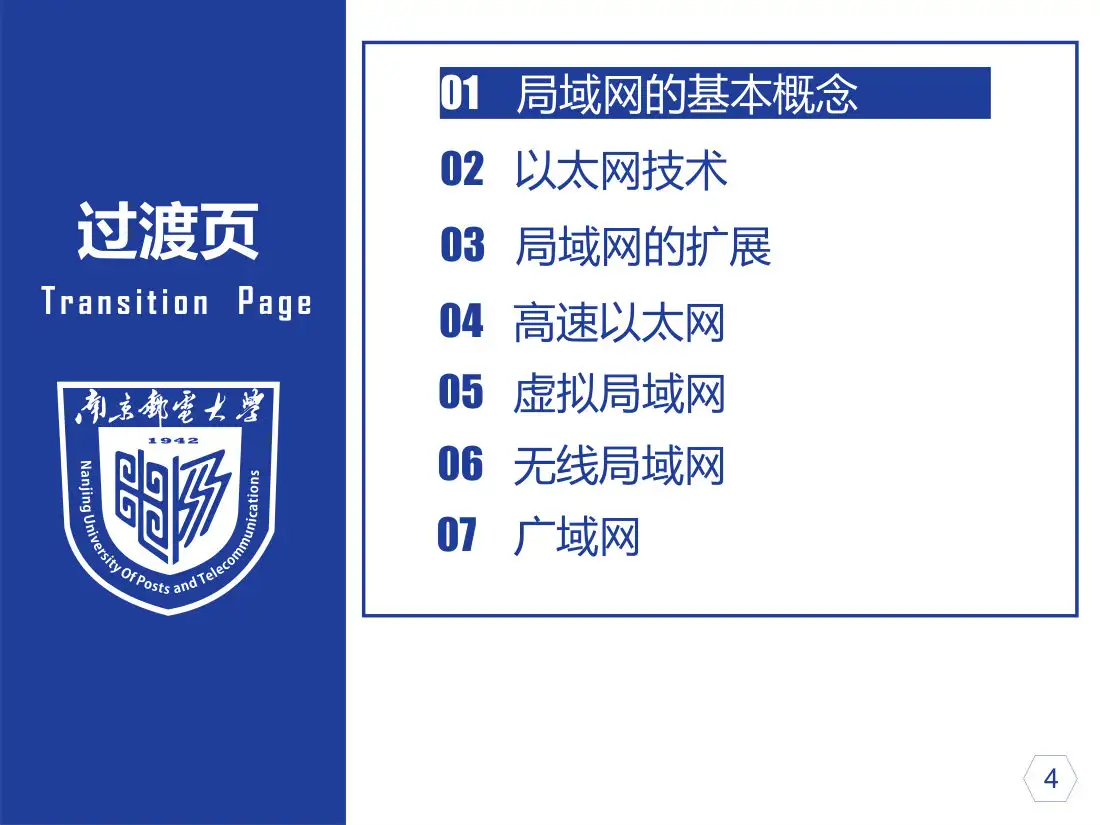 过渡页
Transition Page
南京邮电大学
1942
Nanjing University Of Posts and Telecommunications
01 局域网的基本概念
02 以太网技术
03 局域网的扩展
04 高速以太网
05 虚拟局域网
06 无线局域网
07 广域网
4